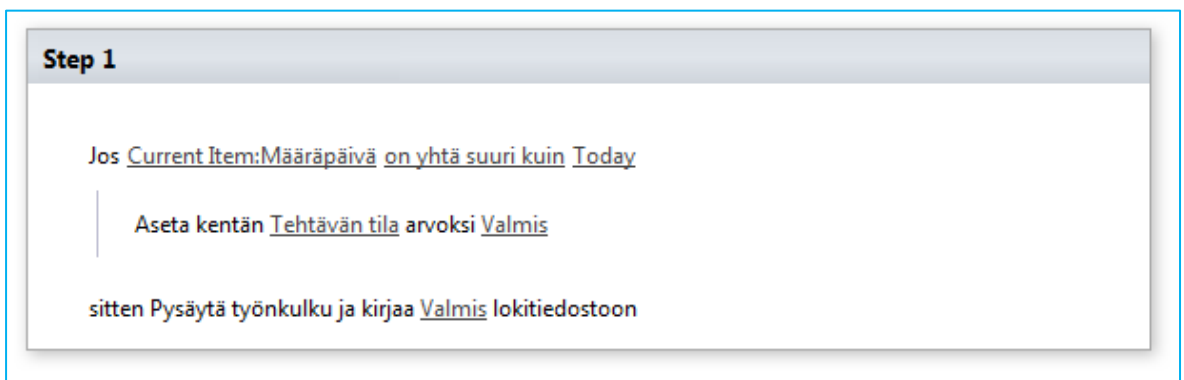 Step 1
Jos Current Item:Määräpäivä on yhtä suuri kuin Today
Aseta kentän Tehtävän tila arvoksi Valmis
sitten Pysäytä työnkulku ja kirjaa Valmis lokitiedostoon